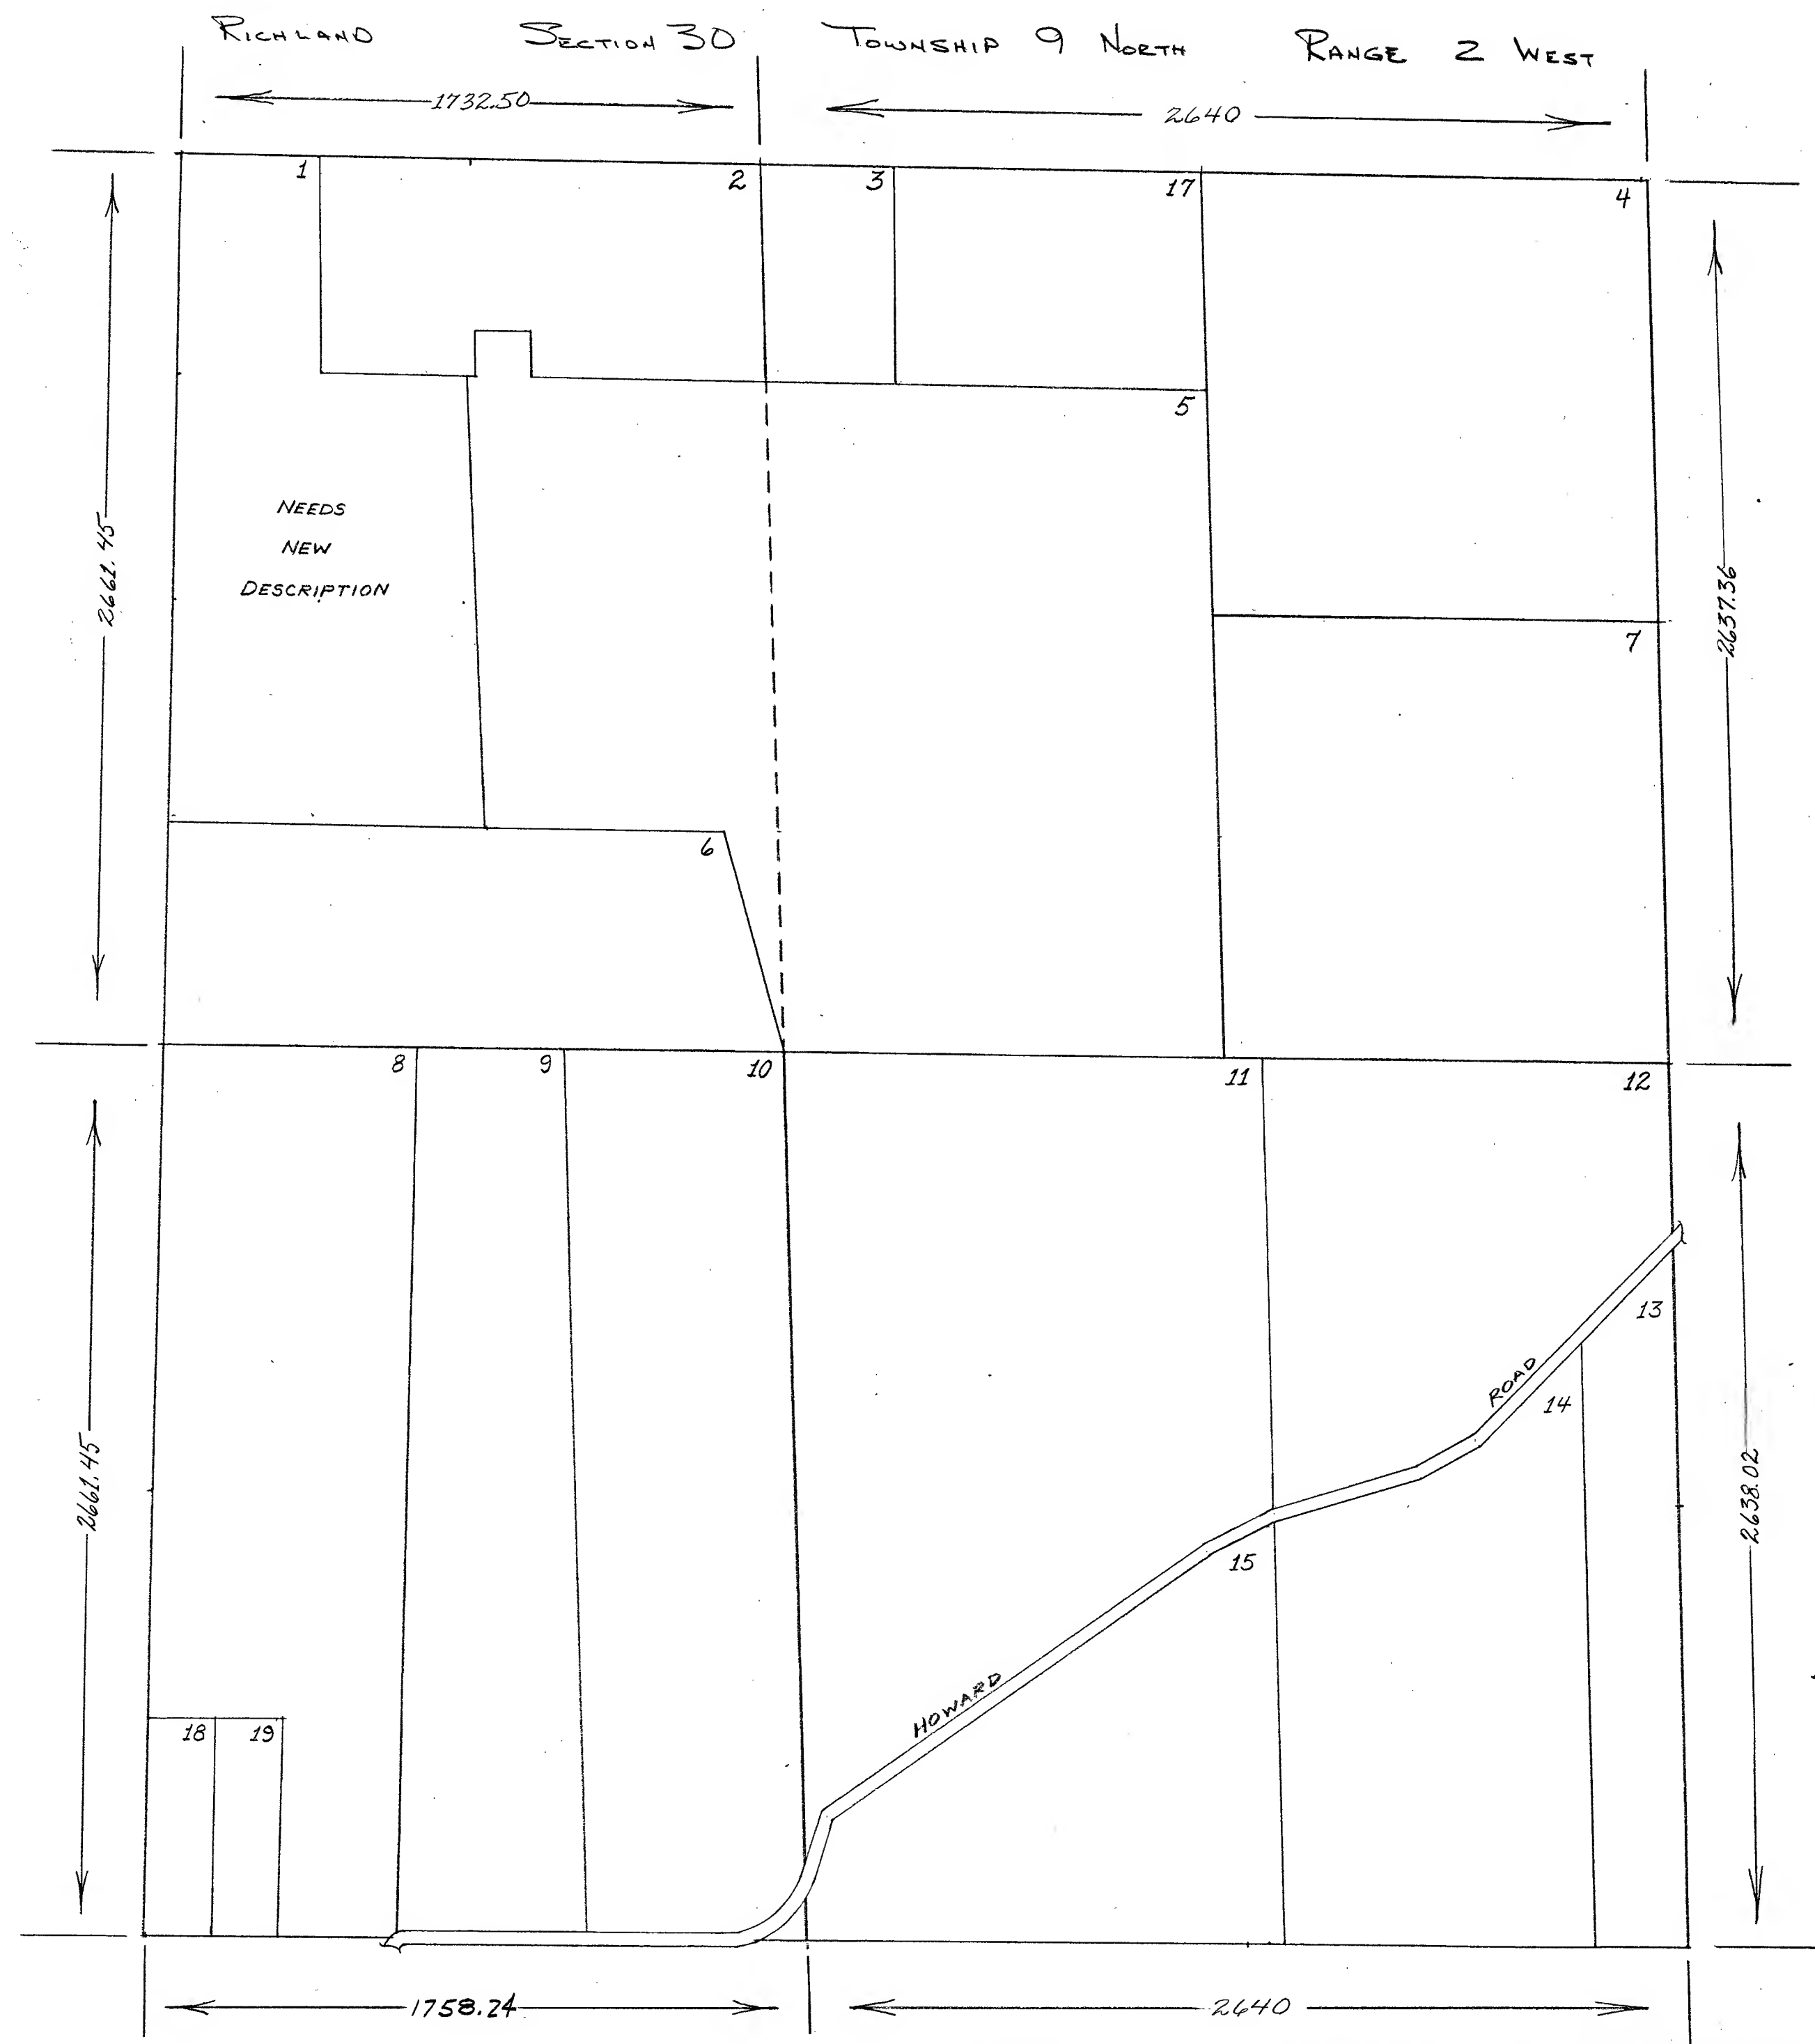 RICHLAND SECTION 30 TOWNSHIP 9 NORTH RANGE 2 WEST
1732.50 2640
1 2 3 17 4
5
NEEDS
NEW
DESCRIPTION
2661.45
2637.36
7
6
8 9 10 11 12
13
ROAD
14
2661.45
2638.02
15
HOWARD
18 19
1758.24 2640